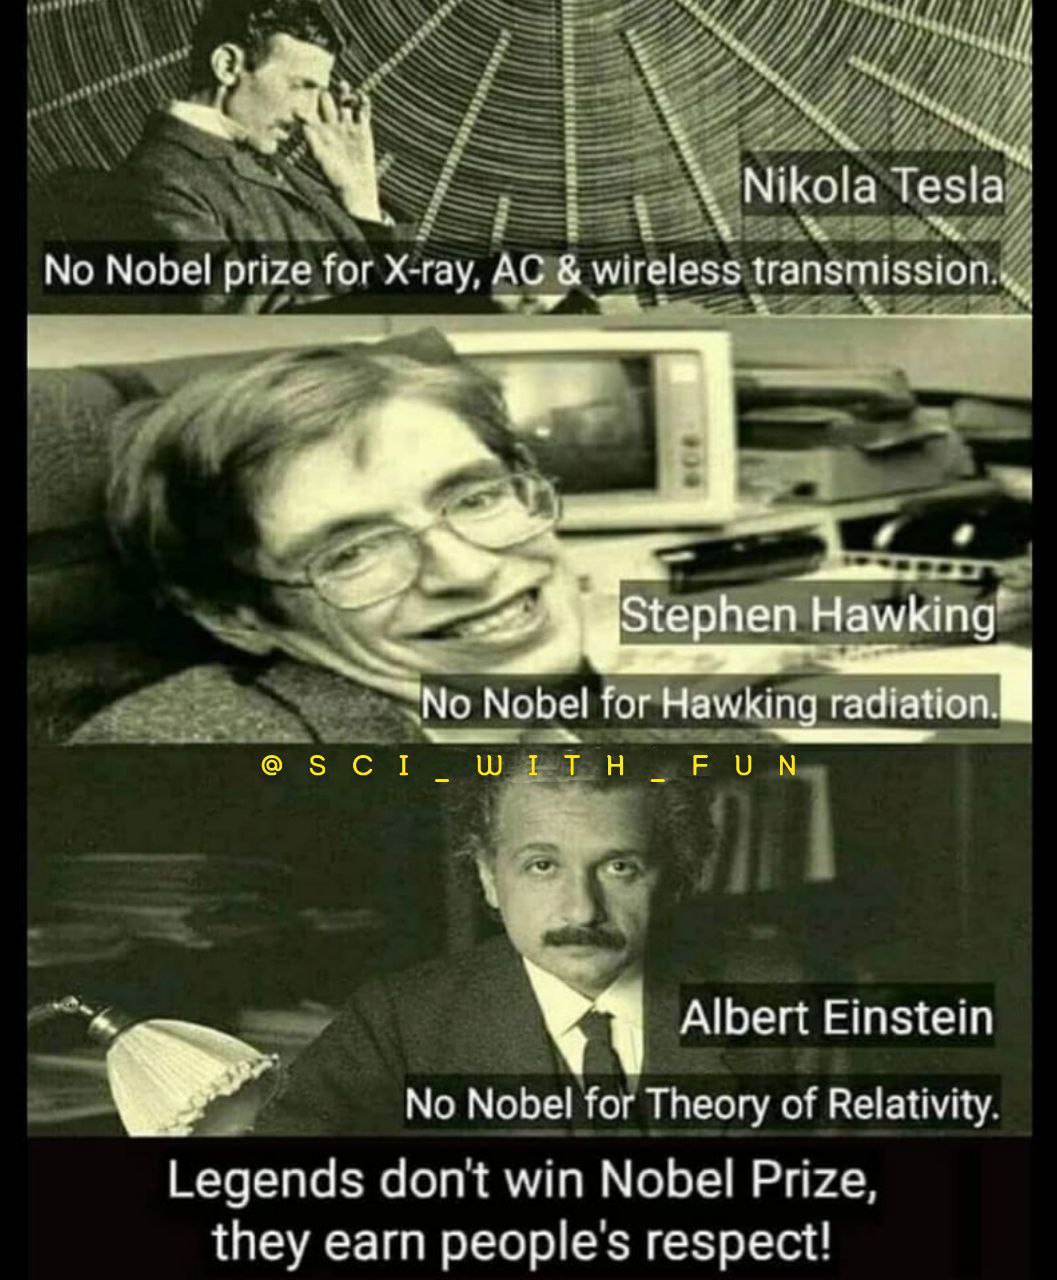 Nikola Tesla
No Nobel prize for X-ray, AC & wireless transmission.
Stephen Hawking
No Nobel for Hawking radiation.
@SCI_WITH_FUN
Albert Einstein
No Nobel for Theory of Relativity.
Legends don't win Nobel Prize,
they earn people's respect!